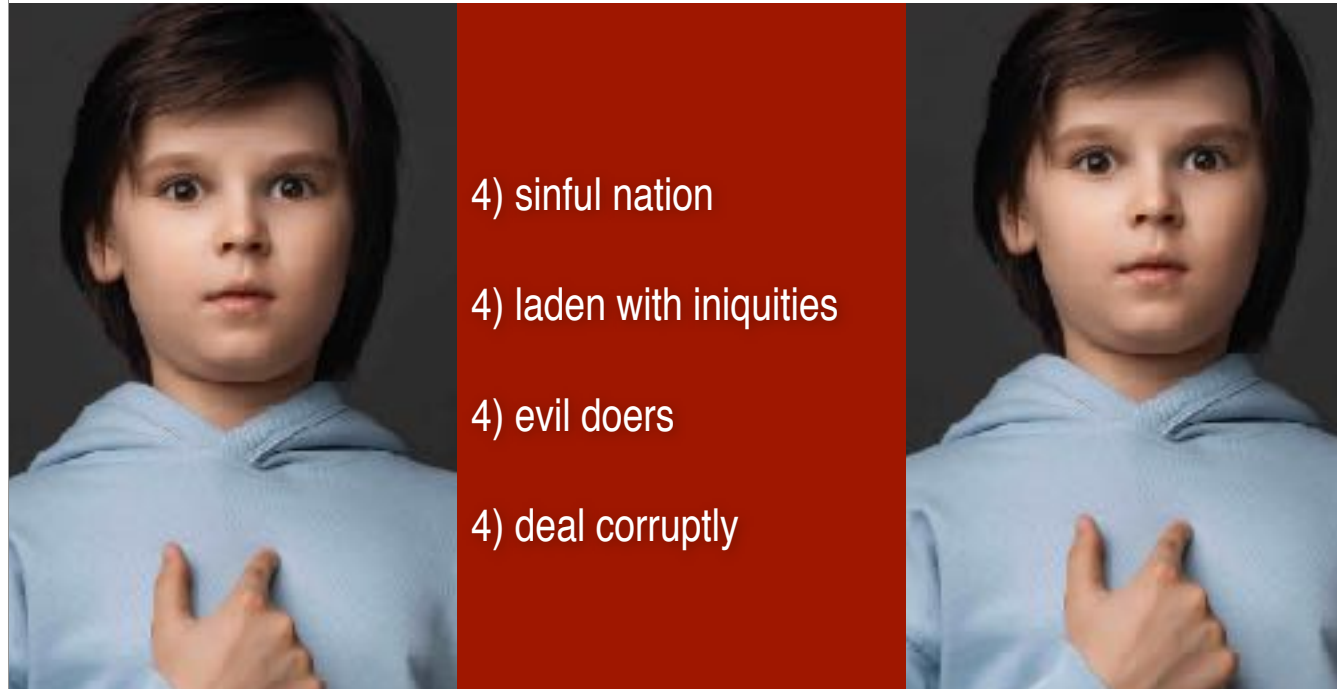 4) sinful nation
4) laden with iniquities
4) evil doers
4) deal corruptly